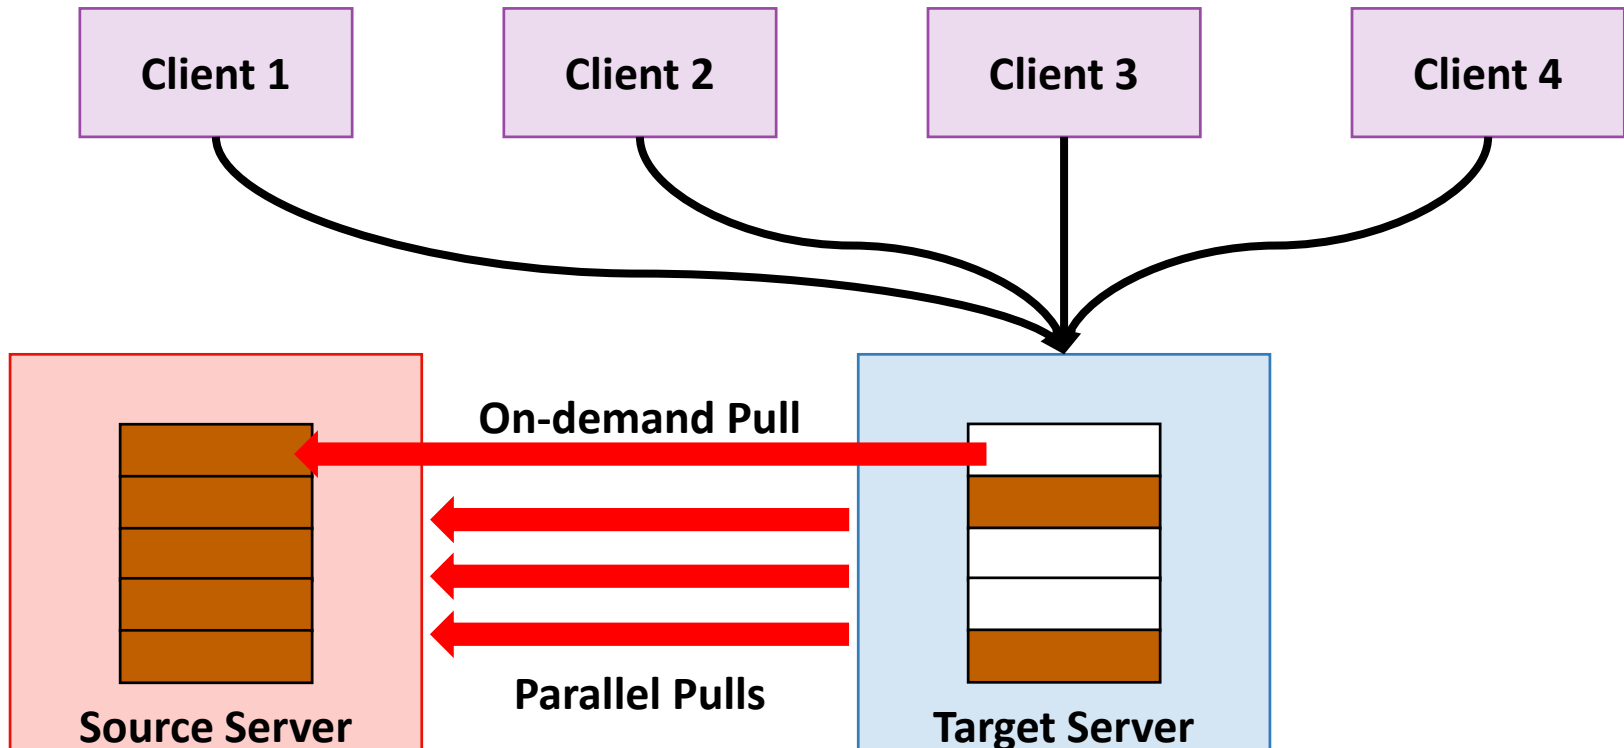 Client 1
Client 2
Client 3
Client 4
On-demand Pull
Parallel Pulls
Source Server
Target Server